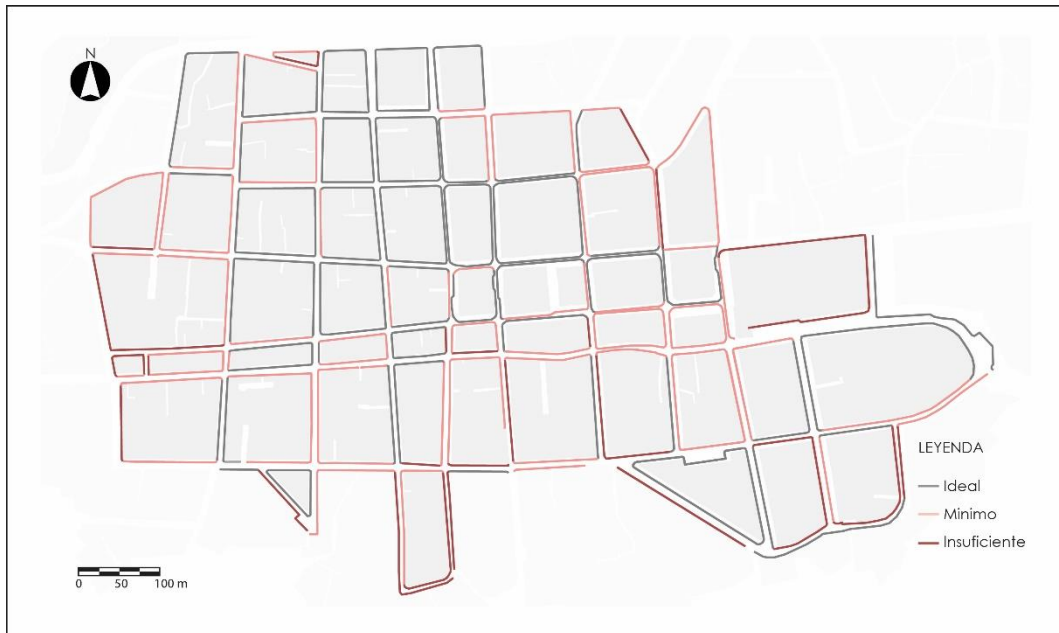 N
LEYENDA
Ideal
Mínimo
Insuficiente
0 50 100 m